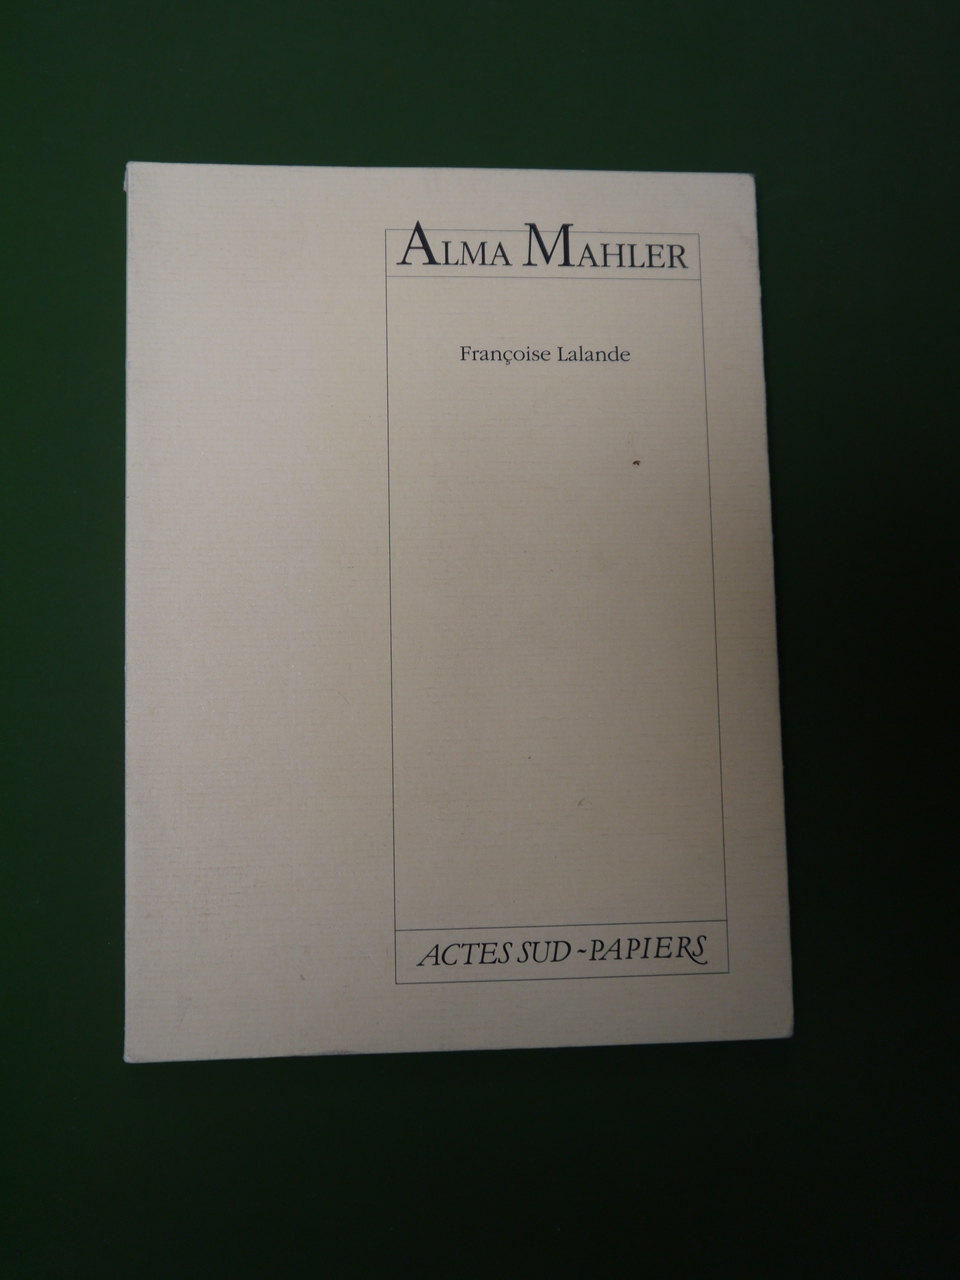 ALMA MAHLER
Françoise Lalande
ACTES SUD-PAPIERS